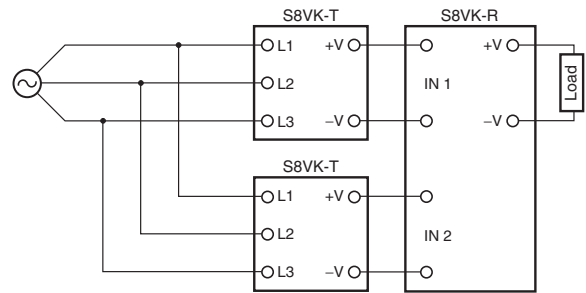 S8VK-T
S8VK-R
L1 +V
+V
L2
IN 1
Load
L3 −V
−V
S8VK-T
L1 +V
L2
IN 2
L3 −V